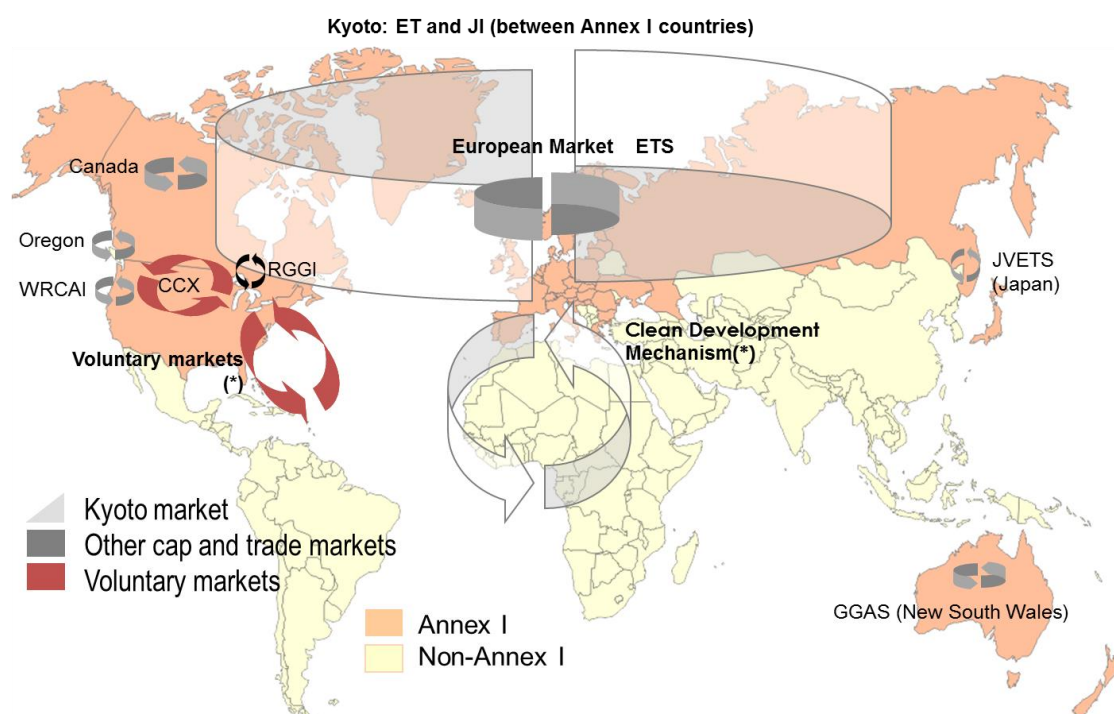 Kyoto: ET and JI (between Annex I countries)
European Market ETS
Canada
Oregon
WRCAI
CCX
RGGI
JVETS
(Japan)
Voluntary markets
(*)
Clean Development
Mechanism(*)
Kyoto market
Other cap and trade markets
Voluntary markets
Annex I
Non-Annex I
GGAS (New South Wales)